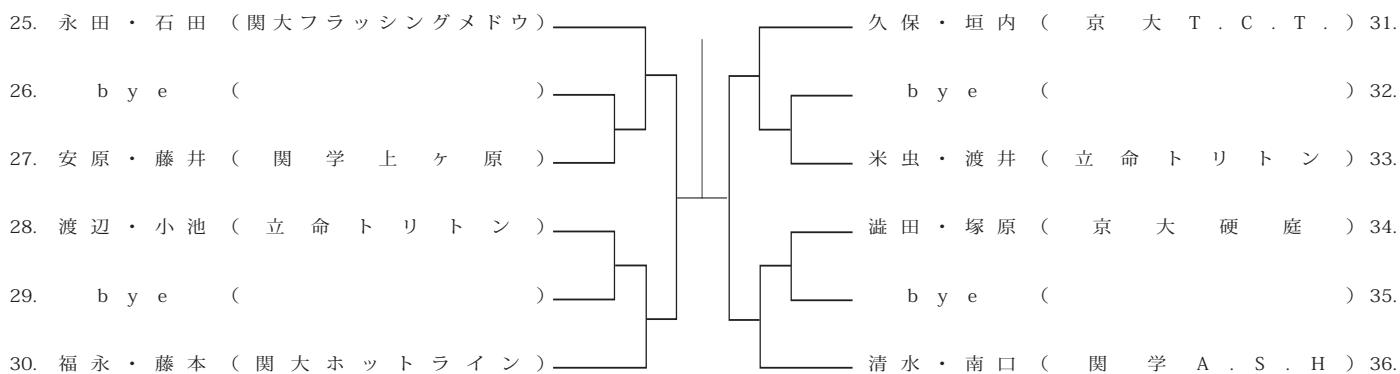 25. 永田・石田（関大フラッシングメドウ）
26. bye （　　　）
27. 安原・藤井（関学上ヶ原）
28. 渡辺・小池（立命トリトン）
29. bye （　　　）
30. 福永・藤本（関大ホットライン）
久保・垣内（京大T.C.T.）31.
bye （　　　）32.
米虫・渡井（立命トリトン）33.
澁田・塚原（京大硬庭）34.
bye （　　　）35.
清水・南口（関学A.S.H）36.